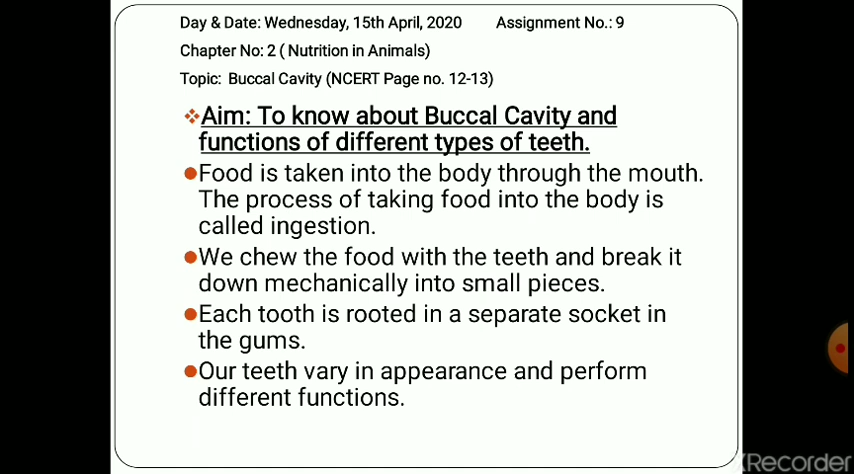 Day & Date: Wednesday, 15th April, 2020 Assignment No.: 9
Chapter No: 2 ( Nutrition in Animals)
Topic: Buccal Cavity (NCERT Page no. 12-13)
Aim: To know about Buccal Cavity and
functions of different types of teeth.
Food is taken into the body through the mouth.
The process of taking food into the body is
called ingestion.
We chew the food with the teeth and break it
down mechanically into small pieces.
Each tooth is rooted in a separate socket in
the gums.
Our teeth vary in appearance and perform
different functions.
XRecorder